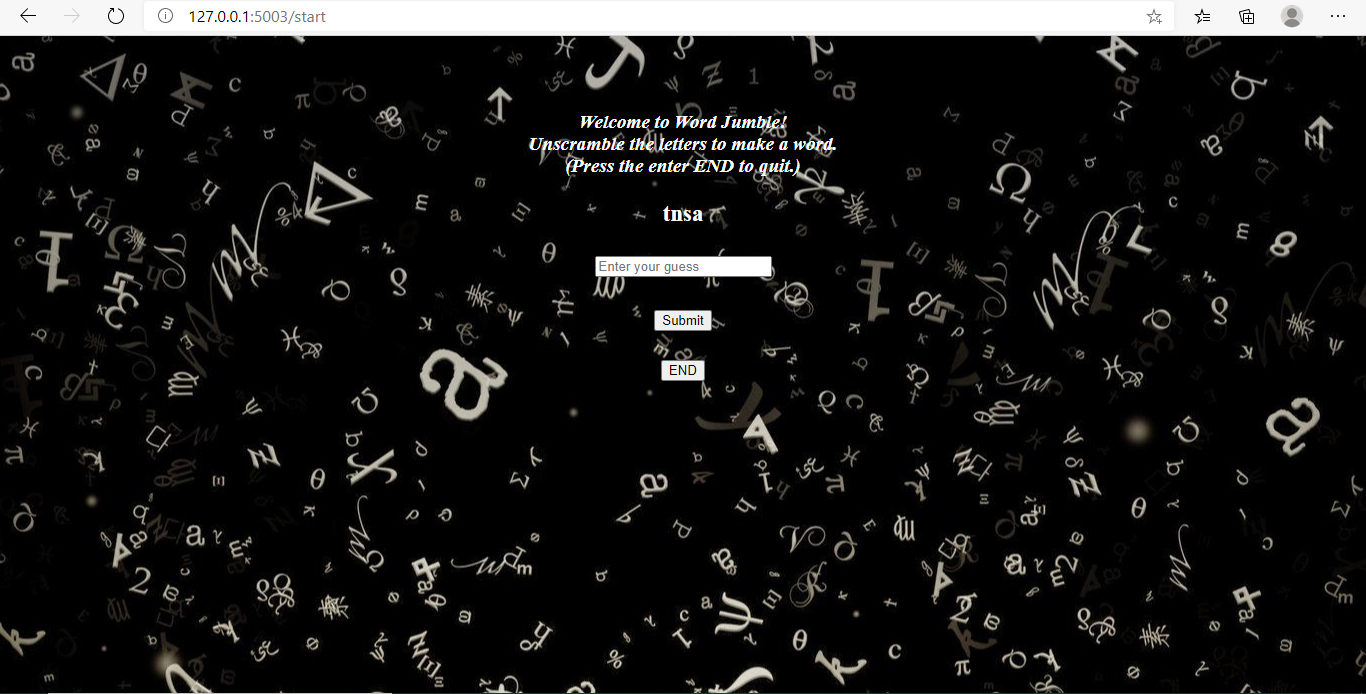 127.0.0.1:5003/start
Welcome to Word Jumble!
Unscramble the letters to make a word.
(Press the enter END to quit.)
tnsa
Enter your guess
Submit
END